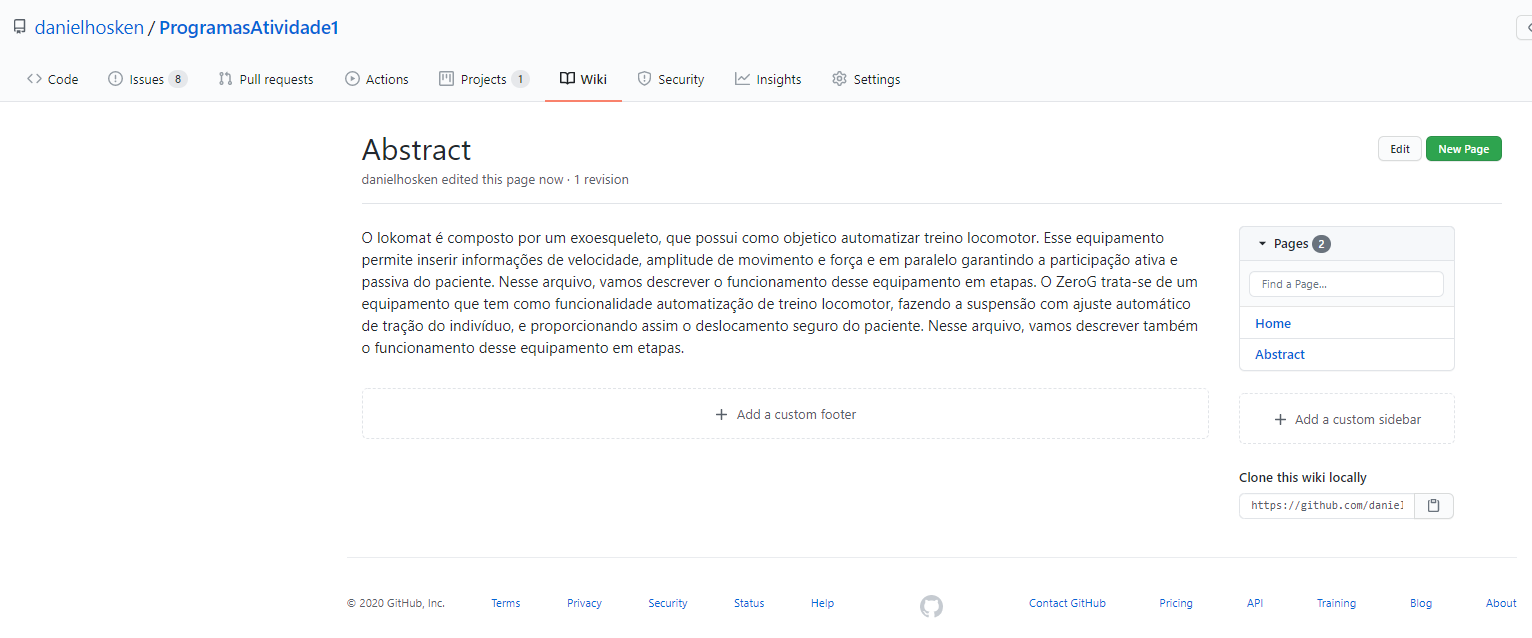 danielhosken / ProgramasAtividade1
Code Issues 8 Pull requests Actions Projects 1 Wiki Security Insights Settings
Abstract
Edit New Page
danielhosken edited this page now · 1 revision
O lokomat é composto por um exoesqueleto, que possui como objetico automatizar treino locomotor. Esse equipamento
permite inserir informações de velocidade, amplitude de movimento e força e em paralelo garantindo a participação ativa e
passiva do paciente. Nesse arquivo, vamos descrever o funcionamento desse equipamento em etapas. O ZeroG trata-se de um
equipamento que tem como funcionalidade automatização de treino locomotor, fazendo a suspensão com ajuste automático
de tração do indivíduo, e proporcionando assim o deslocamento seguro do paciente. Nesse arquivo, vamos descrever também
o funcionamento desse equipamento em etapas.
Add a custom footer
Pages 2
Find a Page...
Home
Abstract
Add a custom sidebar
Clone this wiki locally
https://github.com/daniel
© 2020 GitHub, Inc. Terms Privacy Security Status Help Contact GitHub Pricing API Training Blog About